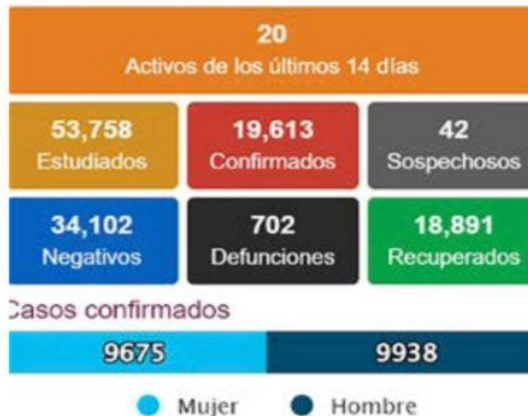 20
Activos de los últimos 14 días
53,758
Estudiados
19,613
Confirmados
42
Sospechosos
34,102
Negativos
702
Defunciones
18,891
Recuperados
Casos confirmados
9675
9938
Mujer
Hombre